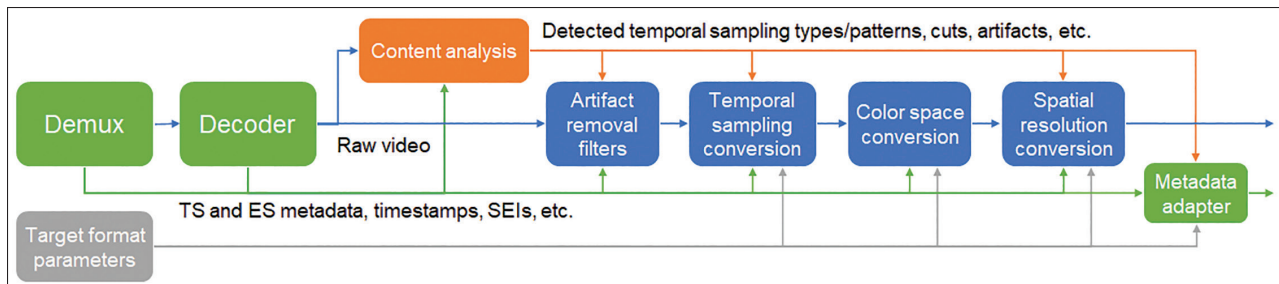 Detected temporal sampling types/patterns, cuts, artifacts, etc.
Content analysis
Demux
Decoder
Raw video
Artifact
removal
filters
Temporal
sampling
conversion
Color space
conversion
Spatial
resolution
conversion
Metadata
adapter
TS and ES metadata, timestamps, SEIs, etc.
Target format
parameters